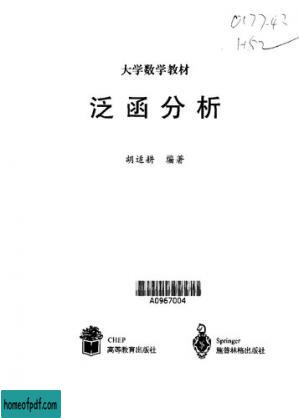 O177·43
H52
大学数学教材
泛函分析
胡适耕 编著
A0967004
CHEP
高等教育出版社
Springer
施普林格出版社
homeofpdf.com